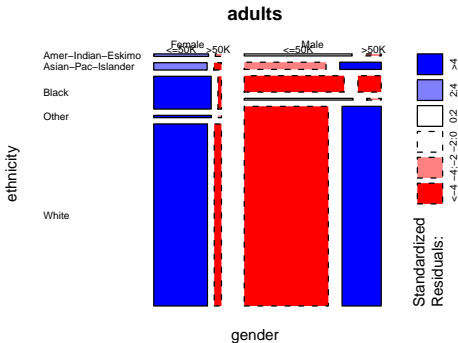 adults
Female Male
<=50K >50K <=50K >50K
Amer−Indian−Eskimo
Asian−Pac−Islander
Black
Other
White
ethnicity
gender
Standardized
Residuals:
<−4
−4:−2
−2:0
0:2
2:4
>4